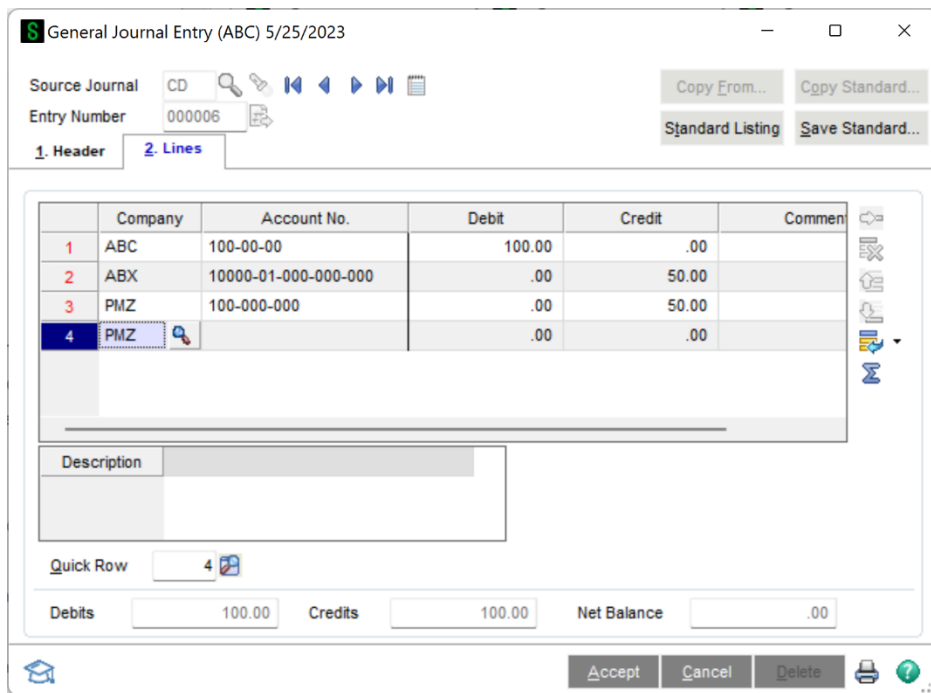 S General Journal Entry (ABC) 5/25/2023
Source Journal CD Copy From... Copy Standard...
Entry Number 000006 Standard Listing Save Standard...
1. Header 2. Lines
Company Account No. Debit Credit Comment
1 ABC 100-00-00 100.00 .00
2 ABX 10000-01-000-000-000 .00 50.00
3 PMZ 100-000-000 .00 50.00
4 PMZ .00 .00
Description
Quick Row 4
Debits 100.00 Credits 100.00 Net Balance .00
Accept Cancel Delete ?